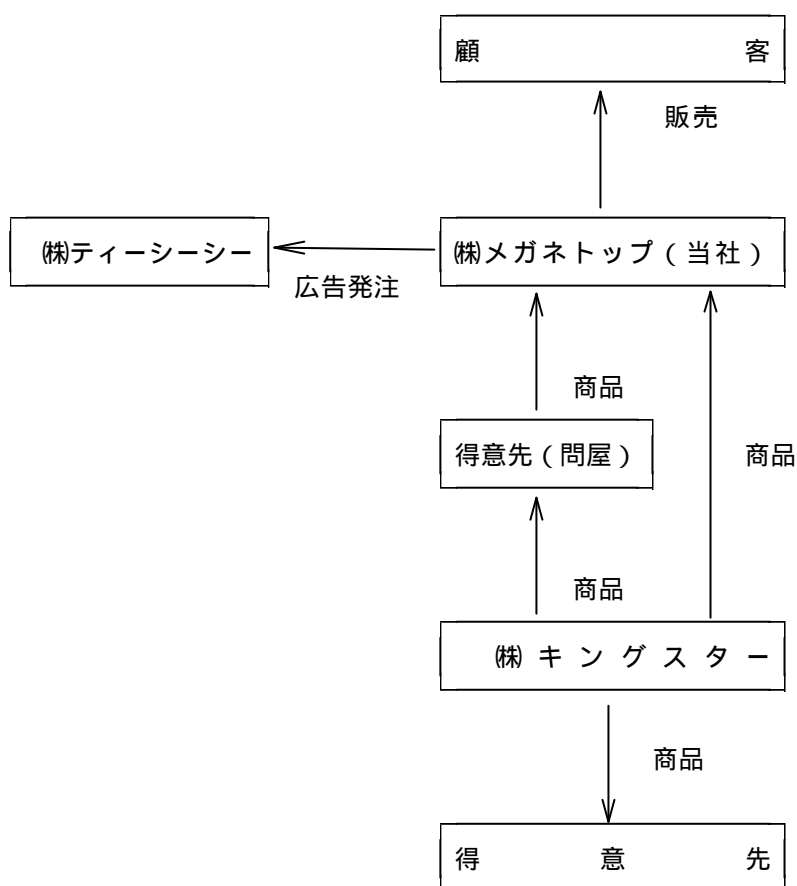 顧客
販売
㈱ティーシーシー
㈱メガネトップ（当社）
広告発注
商品
得意先（問屋）
商品
商品
㈱キングスター
商品
得意先